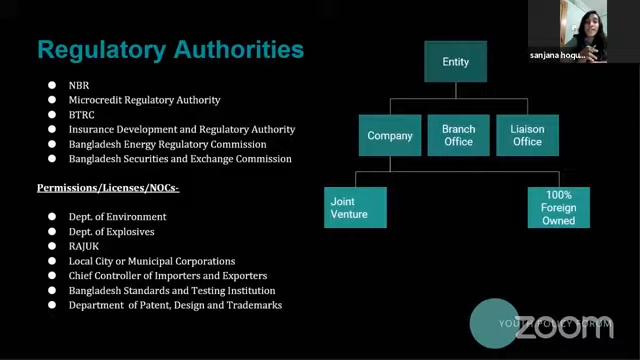 Regulatory Authorities
NBR
Microcredit Regulatory Authority
BTRC
Insurance Development and Regulatory Authority
Bangladesh Energy Regulatory Commission
Bangladesh Securities and Exchange Commission
Permissions/Licenses/NOCs-
Dept. of Environment
Dept. of Explosives
RAJUK
Local City or Municipal Corporations
Chief Controller of Importers and Exporters
Bangladesh Standards and Testing Institution
Department of Patent, Design and Trademarks
Entity
Company
Branch
Office
Liaison
Office
Joint
Venture
100%
Foreign
Owned
sanjana hoqu...
YOUTH POLICY FORUM
zoom